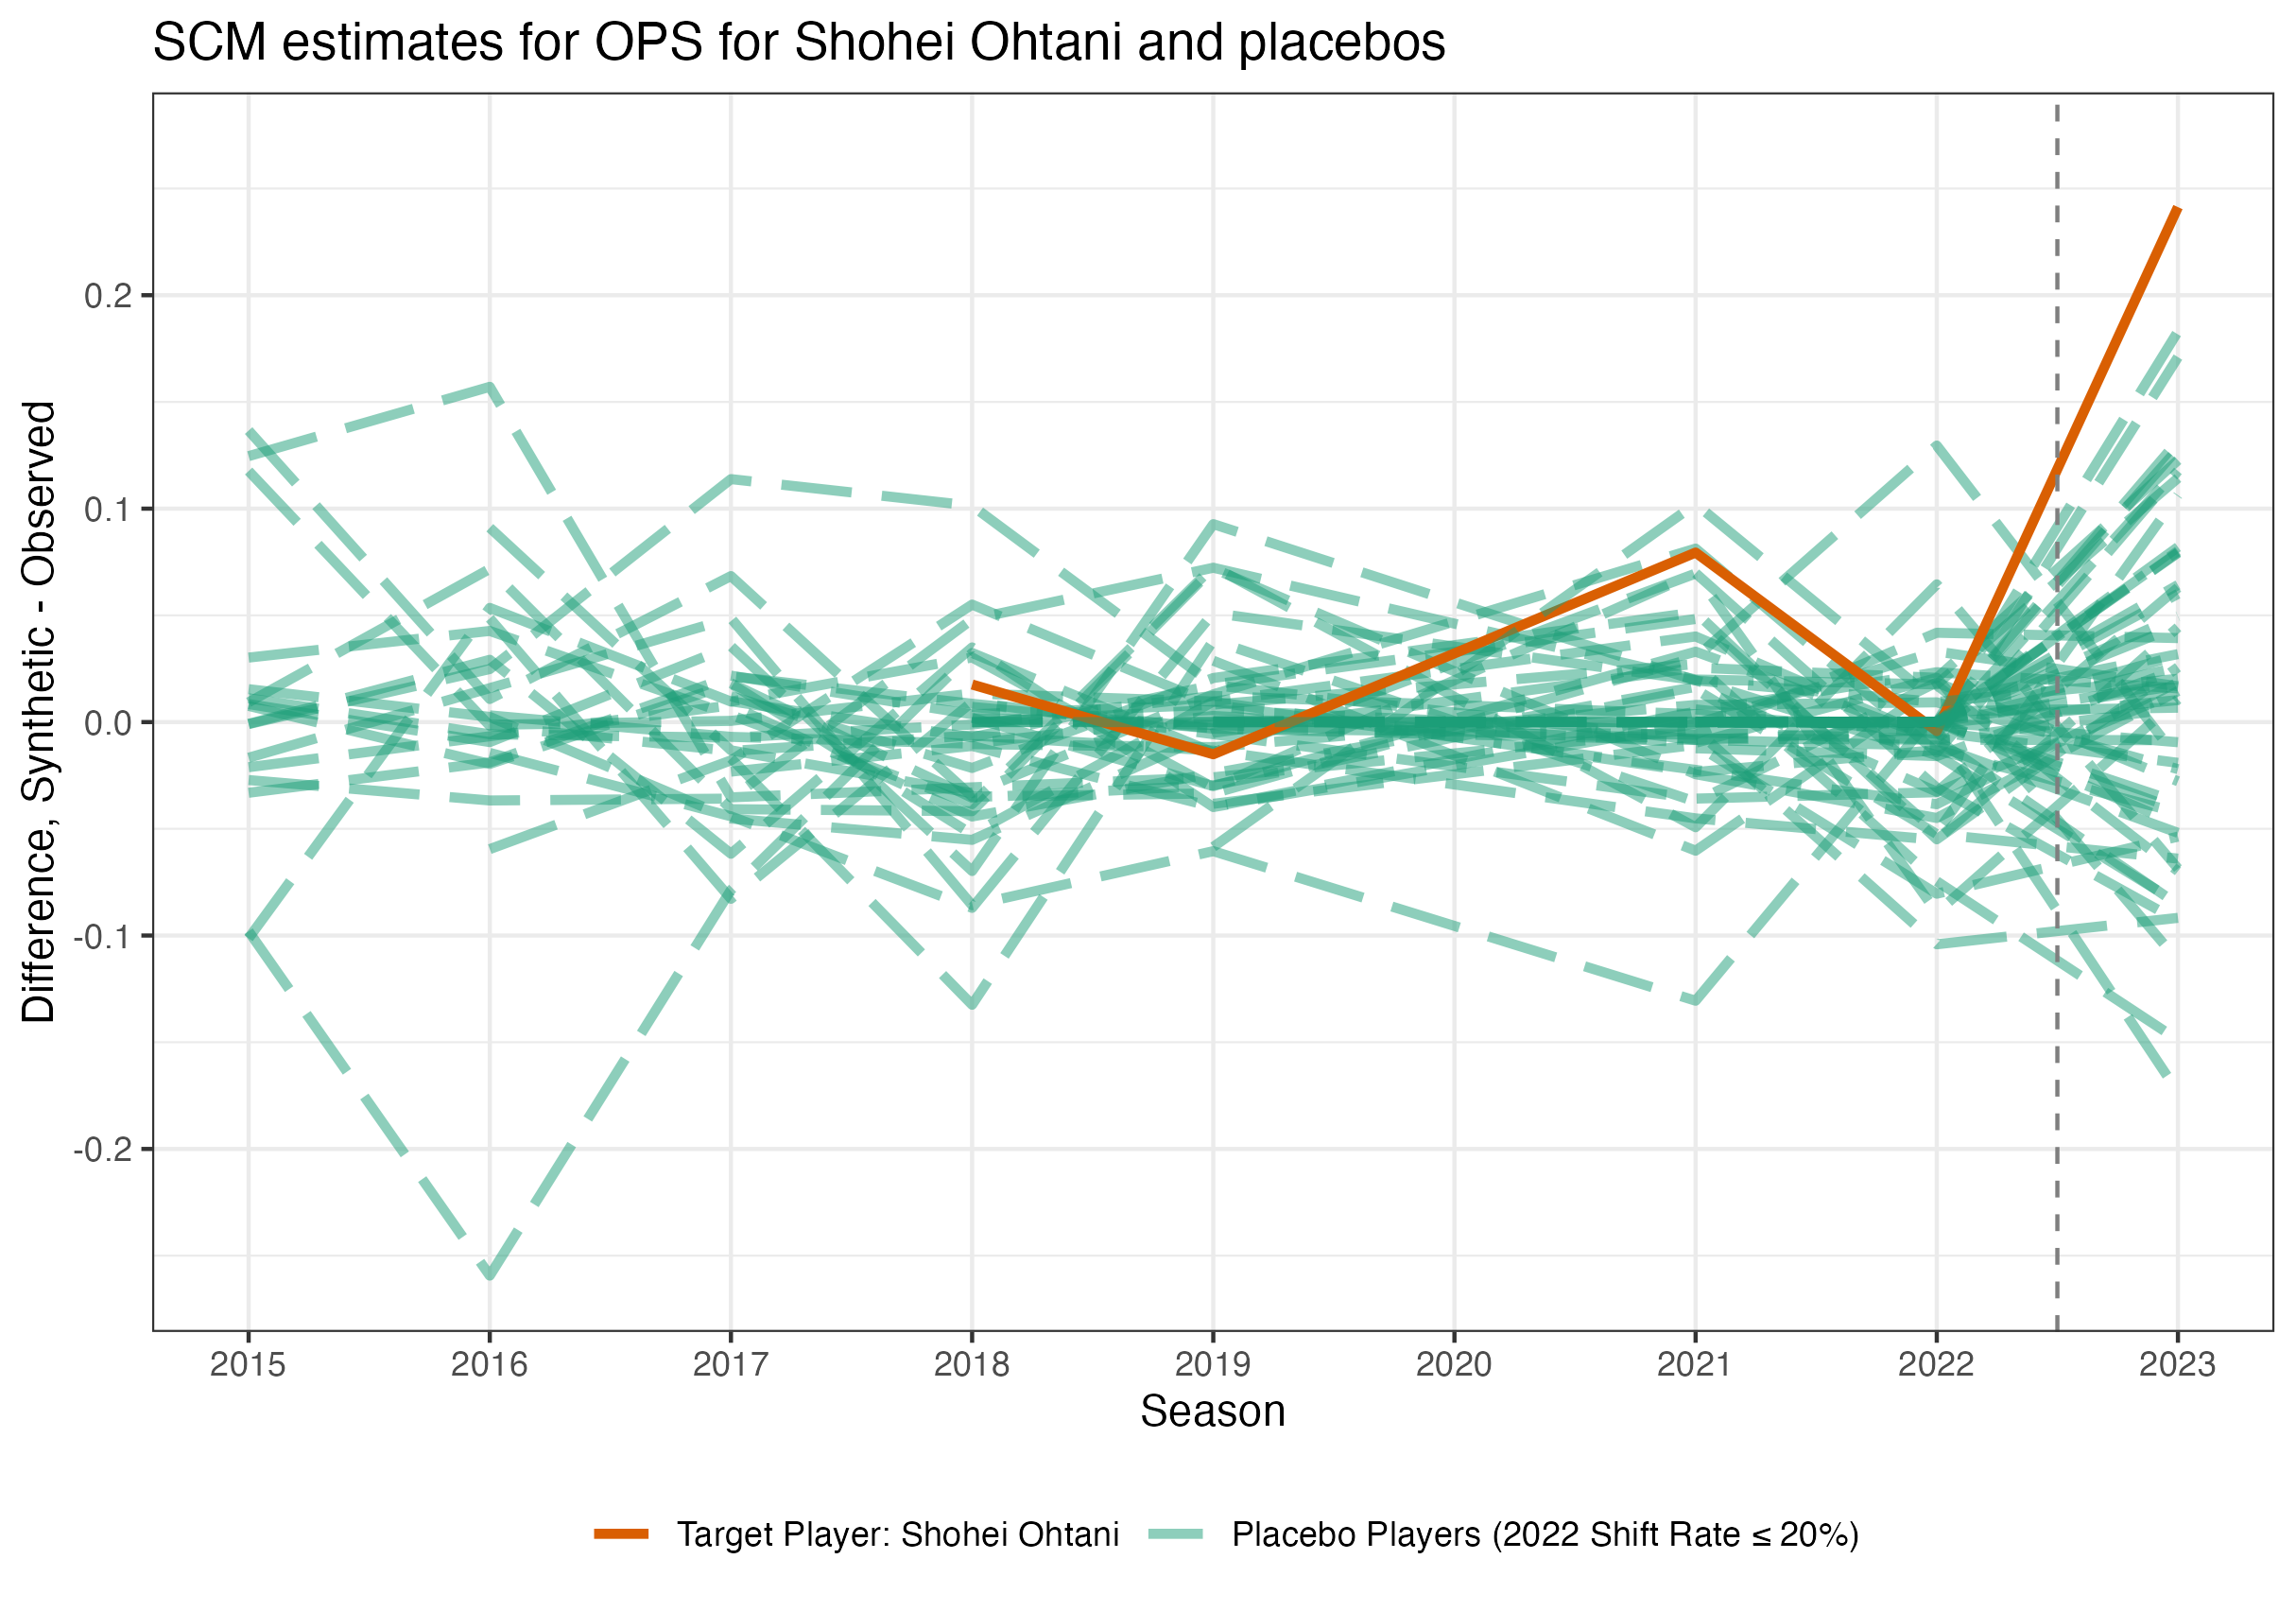 SCM estimates for OPS for Shohei Ohtani and placebos
Difference, Synthetic - Observed
0.2
0.1
0.0
-0.1
-0.2
2015 2016 2017 2018 2019 2020 2021 2022 2023
Season
Target Player: Shohei Ohtani Placebo Players (2022 Shift Rate ≤ 20%)